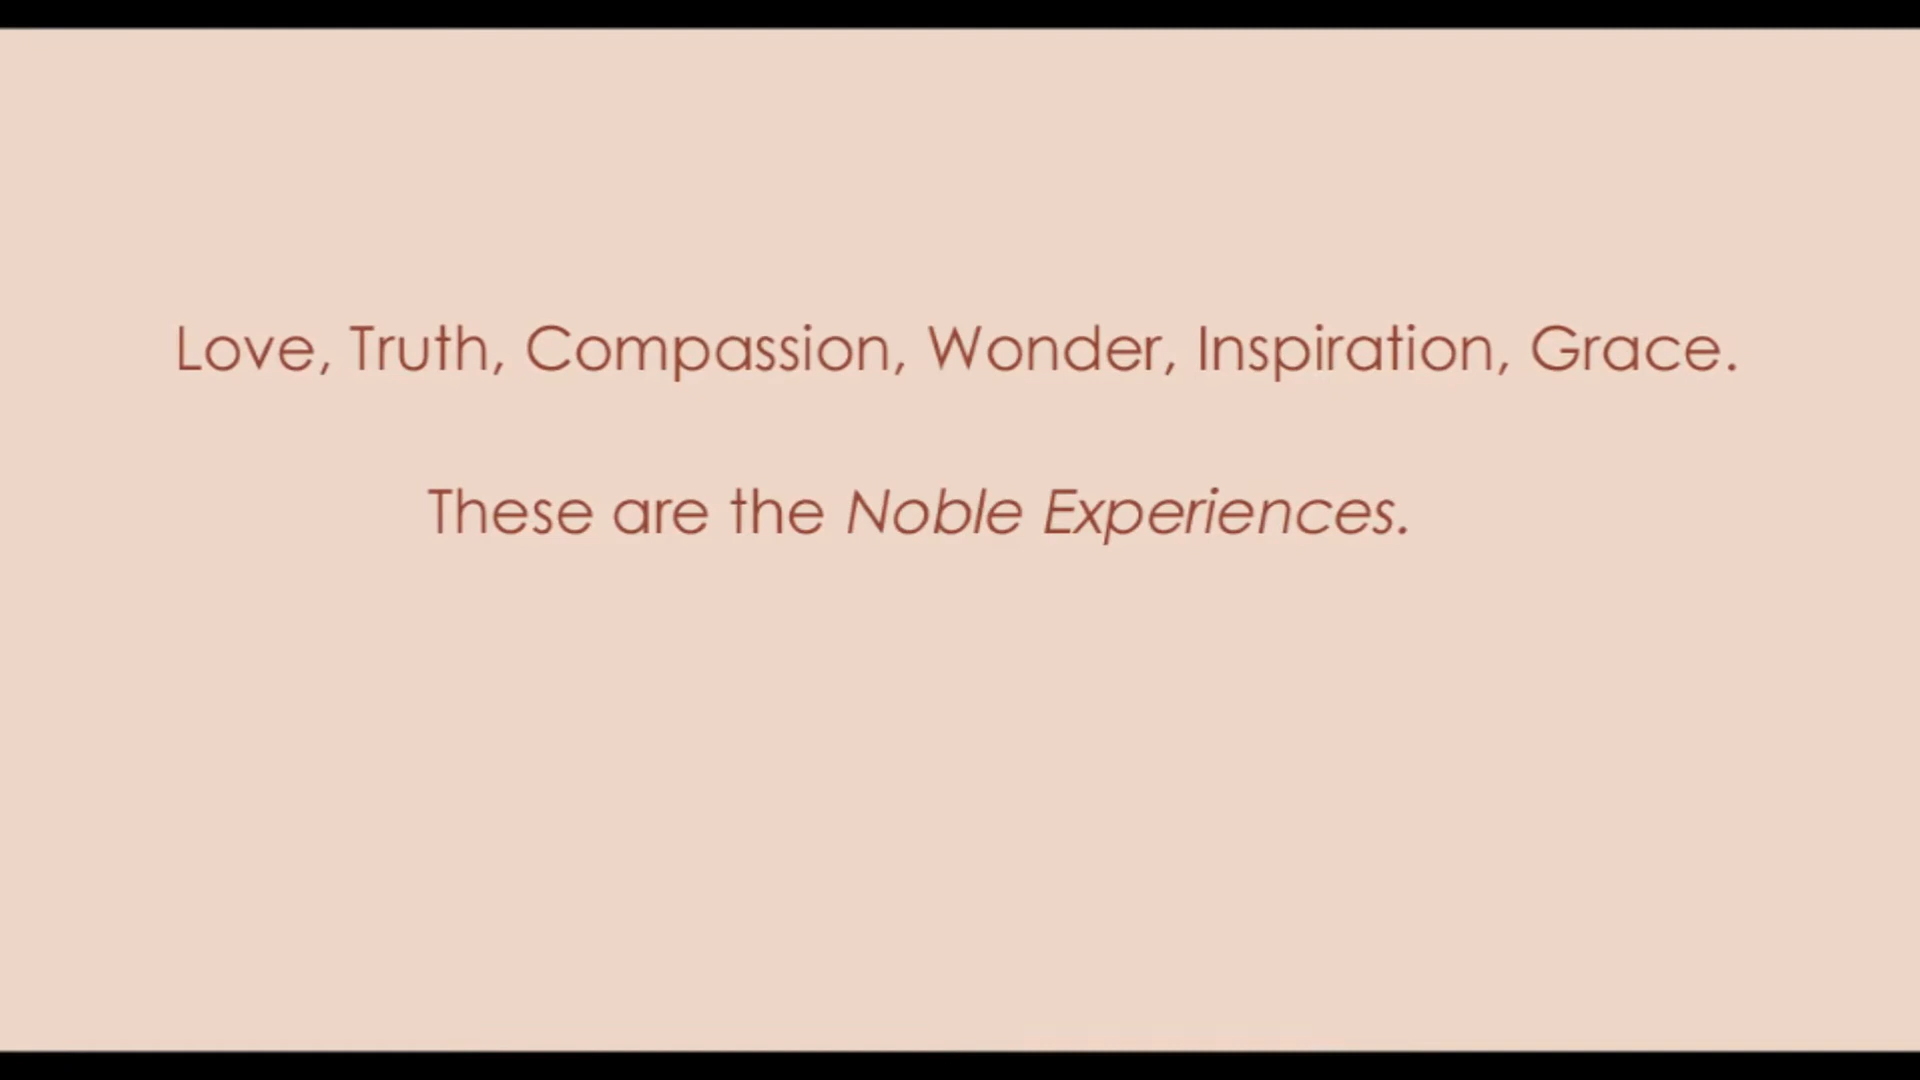 Love, Truth, Compassion, Wonder, Inspiration, Grace.
These are the Noble Experiences.